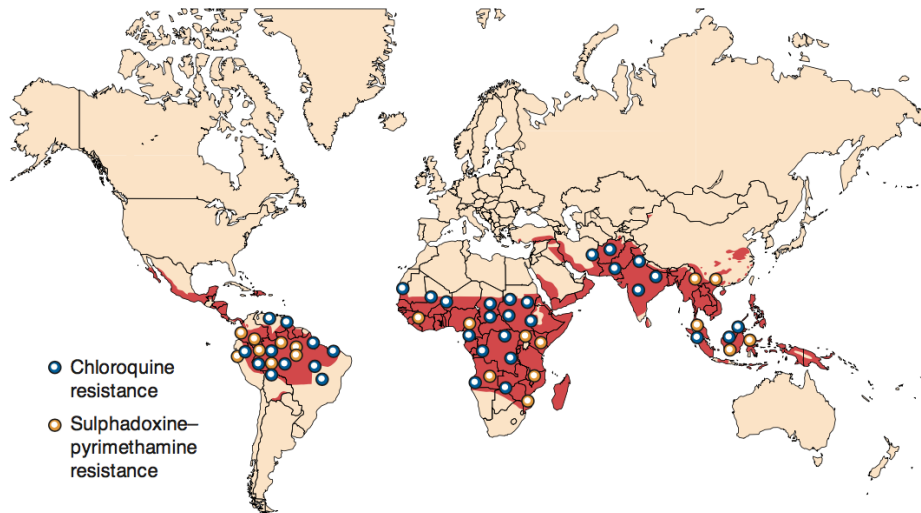 Chloroquine
resistance
Sulphadoxine–
pyrimethamine
resistance